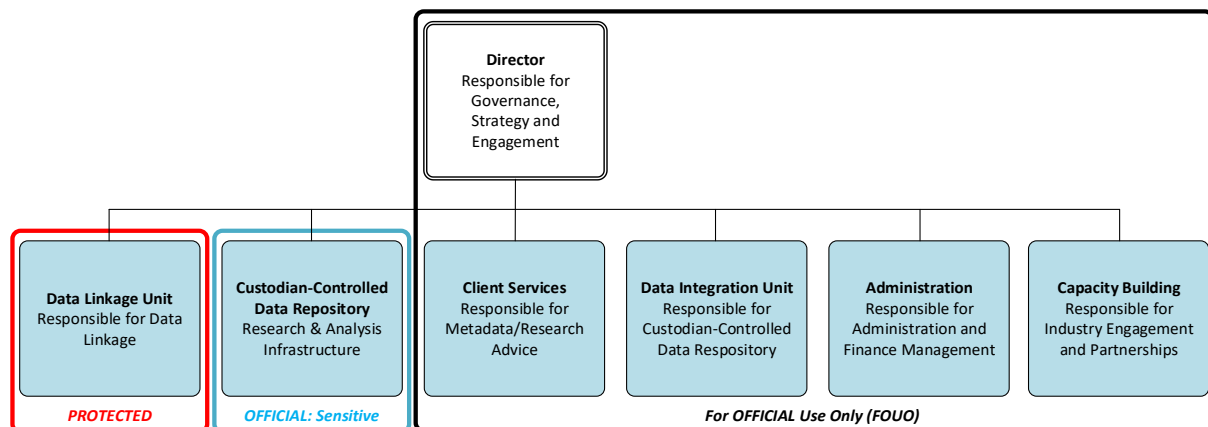 Director
Responsible for
Governance,
Strategy and
Engagement
Data Linkage Unit
Responsible for Data
Linkage
Custodian-Controlled
Data Repository
Research & Analysis
Infrastructure
Client Services
Responsible for
Metadata/Research
Advice
Data Integration Unit
Responsible for
Custodian-Controlled
Data Respository
Administration
Responsible for
Administration and
Finance Management
Capacity Building
Responsible for
Industry Engagement
and Partnerships
PROTECTED
OFFICIAL: Sensitive
For OFFICIAL Use Only (FOUO)